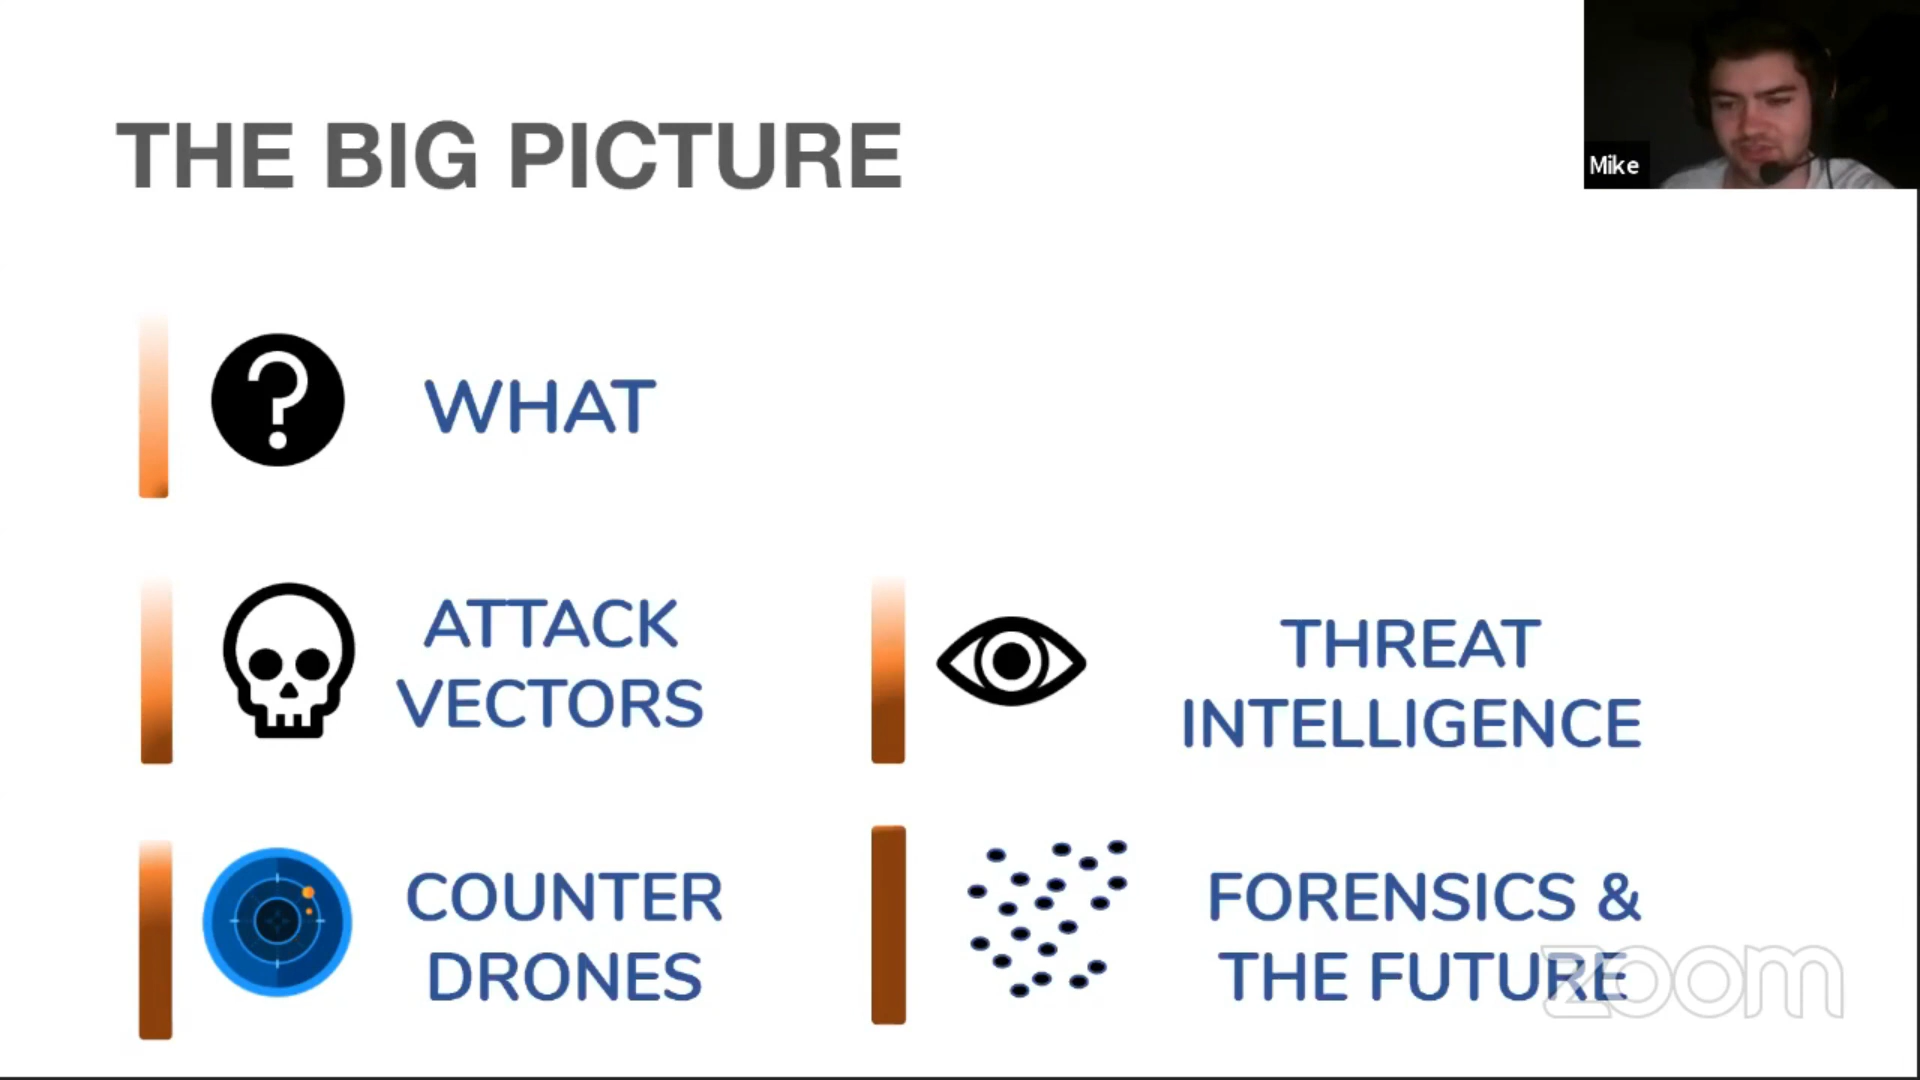 THE BIG PICTURE
Mike
?
WHAT
ATTACK
VECTORS
THREAT
INTELLIGENCE
COUNTER
DRONES
FORENSICS &
THE FUTURE
zoom